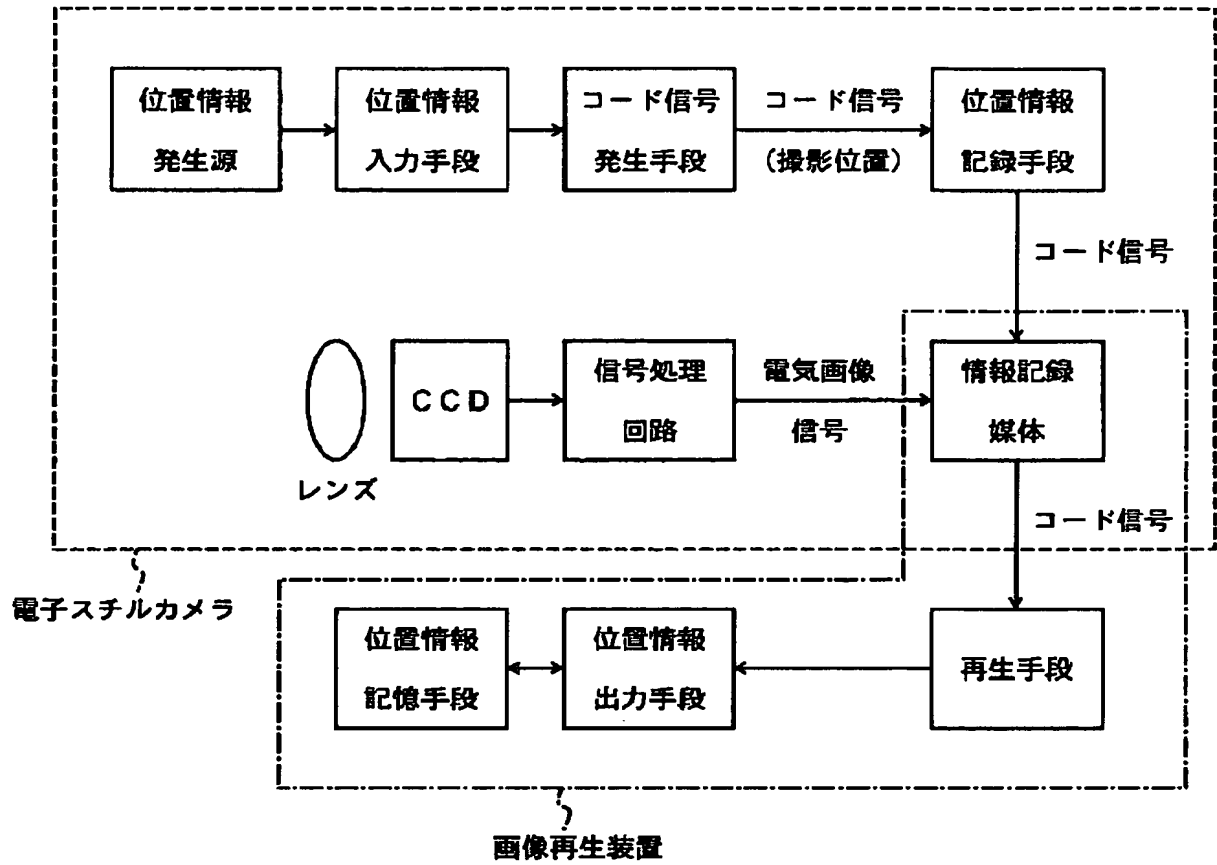 位置情報
発生源
位置情報
入力手段
コード信号
発生手段
コード信号
(撮影位置)
位置情報
記録手段
コード信号
レンズ
CCD
信号処理
回路
電気画像
信号
情報記録
媒体
コード信号
電子スチルカメラ
位置情報
記憶手段
位置情報
出力手段
再生手段
画像再生装置